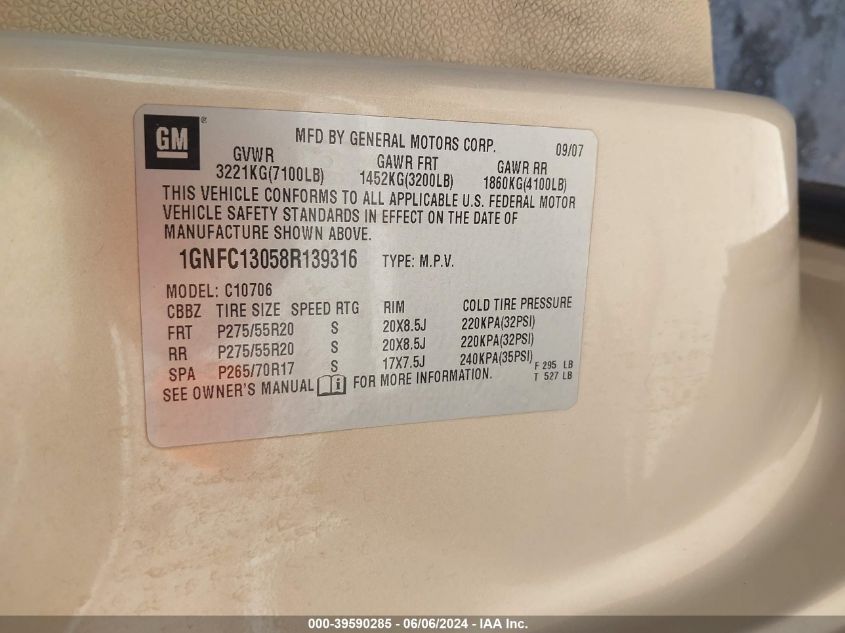 GM ®
MFD BY GENERAL MOTORS CORP. 09/07
GVWR GAWR FRT GAWR RR
3221KG(7100LB) 1452KG(3200LB) 1860KG(4100LB)
THIS VEHICLE CONFORMS TO ALL APPLICABLE U.S. FEDERAL MOTOR
VEHICLE SAFETY STANDARDS IN EFFECT ON THE DATE OF
MANUFACTURE SHOWN ABOVE.
1GNFC13058R139316 TYPE: M.P.V.
MODEL: C10706
CBBZ TIRE SIZE SPEED RTG RIM COLD TIRE PRESSURE
FRT P275/55R20 S 20X8.5J 220KPA(32PSI)
RR P275/55R20 S 20X8.5J 220KPA(32PSI)
SPA P265/70R17 S 17X7.5J 240KPA(35PSI) F 295 LB
T 527 LB
SEE OWNER'S MANUAL i FOR MORE INFORMATION.
000-39590285 - 06/06/2024 - IAA Inc.